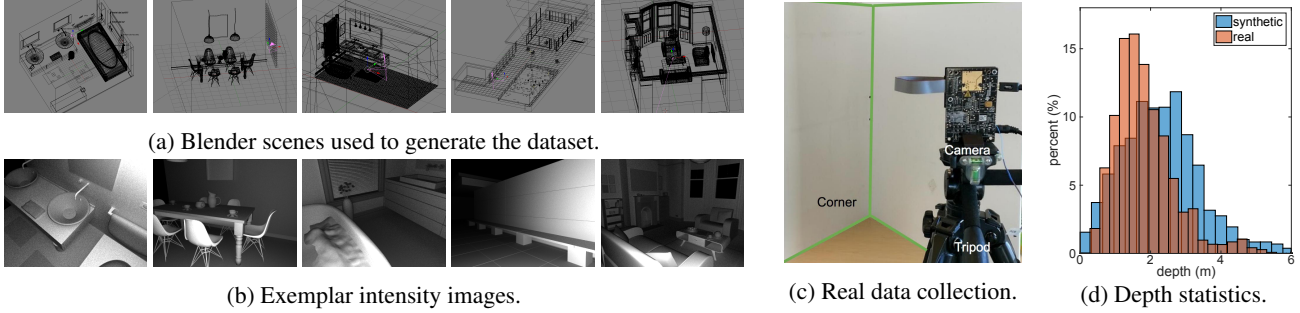 (a) Blender scenes used to generate the dataset.
(b) Exemplar intensity images.
Camera
Corner
Tripod
(c) Real data collection.
synthetic
real
15
10
5
0
percent (%)
0 2 4 6
depth (m)
(d) Depth statistics.